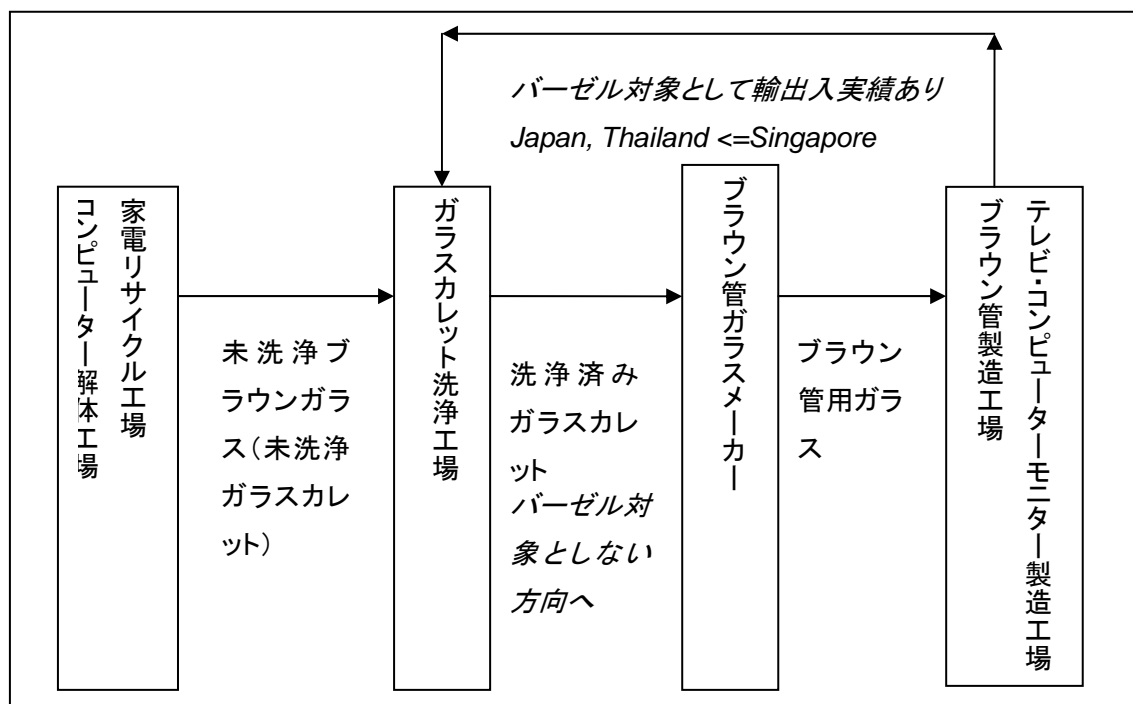 バーゼル対象として輸出入実績あり
Japan, Thailand <=Singapore
家電リサイクル工場
コンピューター解体工場
未洗浄ブ
ラウンガラ
ス(未洗浄
ガラスカレ
ット)
ガラスカレット洗浄工場
洗浄済み
ガラスカレ
ット
バーゼル対
象としない
方向へ
ブラウン管ガラスメーカー
ブラウン
管用ガラ
ス
テレビ・コンピューターモニター製造工場
ブラウン管製造工場